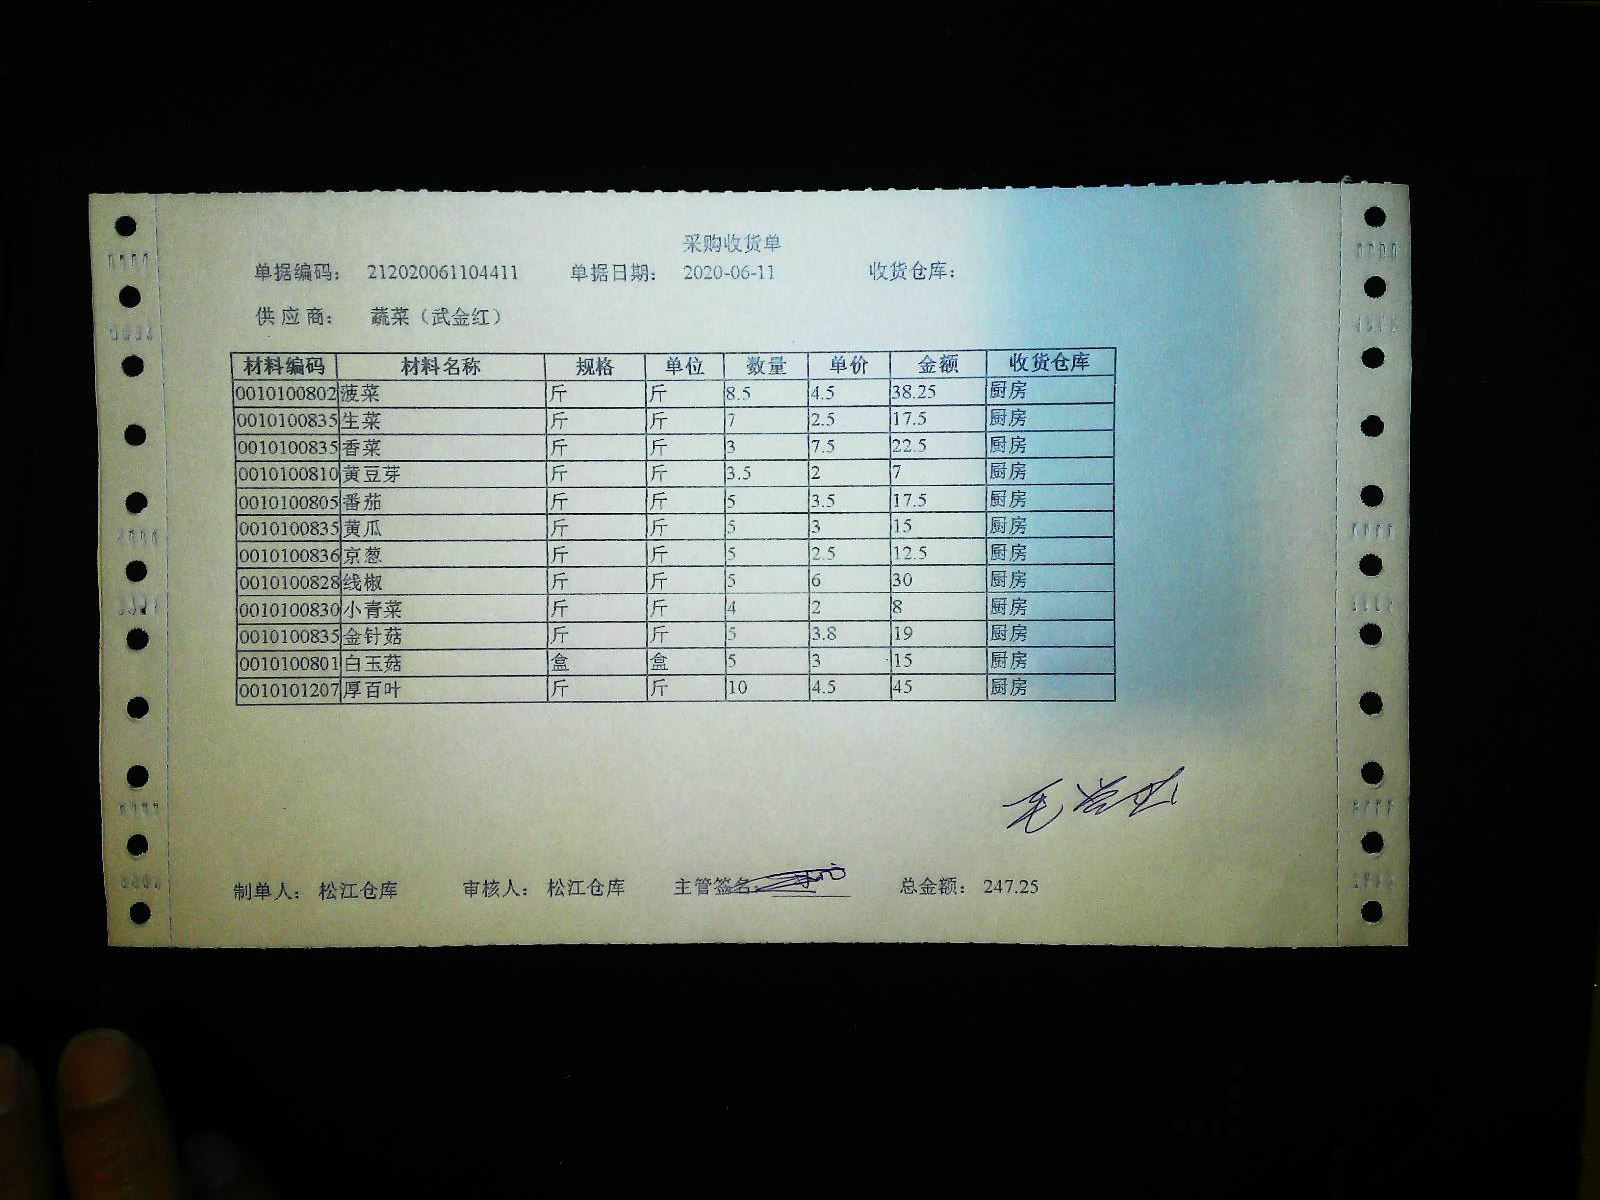 采购收货单
单据编码： 212020061104411 单据日期： 2020-06-11 收货仓库：
供应商： 蔬菜（武金红）
材料编码 材料名称 规格 单位 数量 单价 金额 收货仓库
0010100802 菠菜 斤 斤 8.5 4.5 38.25 厨房
0010100835 生菜 斤 斤 7 2.5 17.5 厨房
0010100835 香菜 斤 斤 3 7.5 22.5 厨房
0010100810 黄豆芽 斤 斤 3.5 2 7 厨房
0010100805 番茄 斤 斤 5 3.5 17.5 厨房
0010100835 黄瓜 斤 斤 5 3 15 厨房
0010100836 京葱 斤 斤 5 2.5 12.5 厨房
0010100828 线椒 斤 斤 5 6 30 厨房
0010100830 小青菜 斤 斤 4 2 8 厨房
0010100835 金针菇 斤 斤 5 3.8 19 厨房
0010100801 白玉菇 盒 盒 5 3 15 厨房
0010101207 厚百叶 斤 斤 10 4.5 45 厨房
制单人： 松江仓库 审核人： 松江仓库 主管签名: 总金额： 247.25